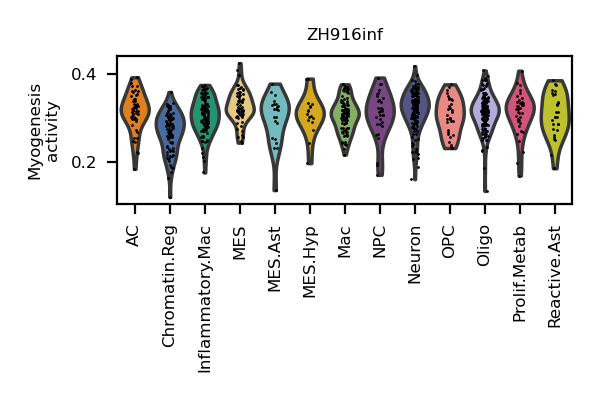 ZH916inf
Myogenesis
activity
0.4
0.2
AC
Chromatin.Reg
Inflammatory.Mac
MES
MES.Ast
MES.Hyp
Mac
NPC
Neuron
OPC
Oligo
Prolif.Metab
Reactive.Ast